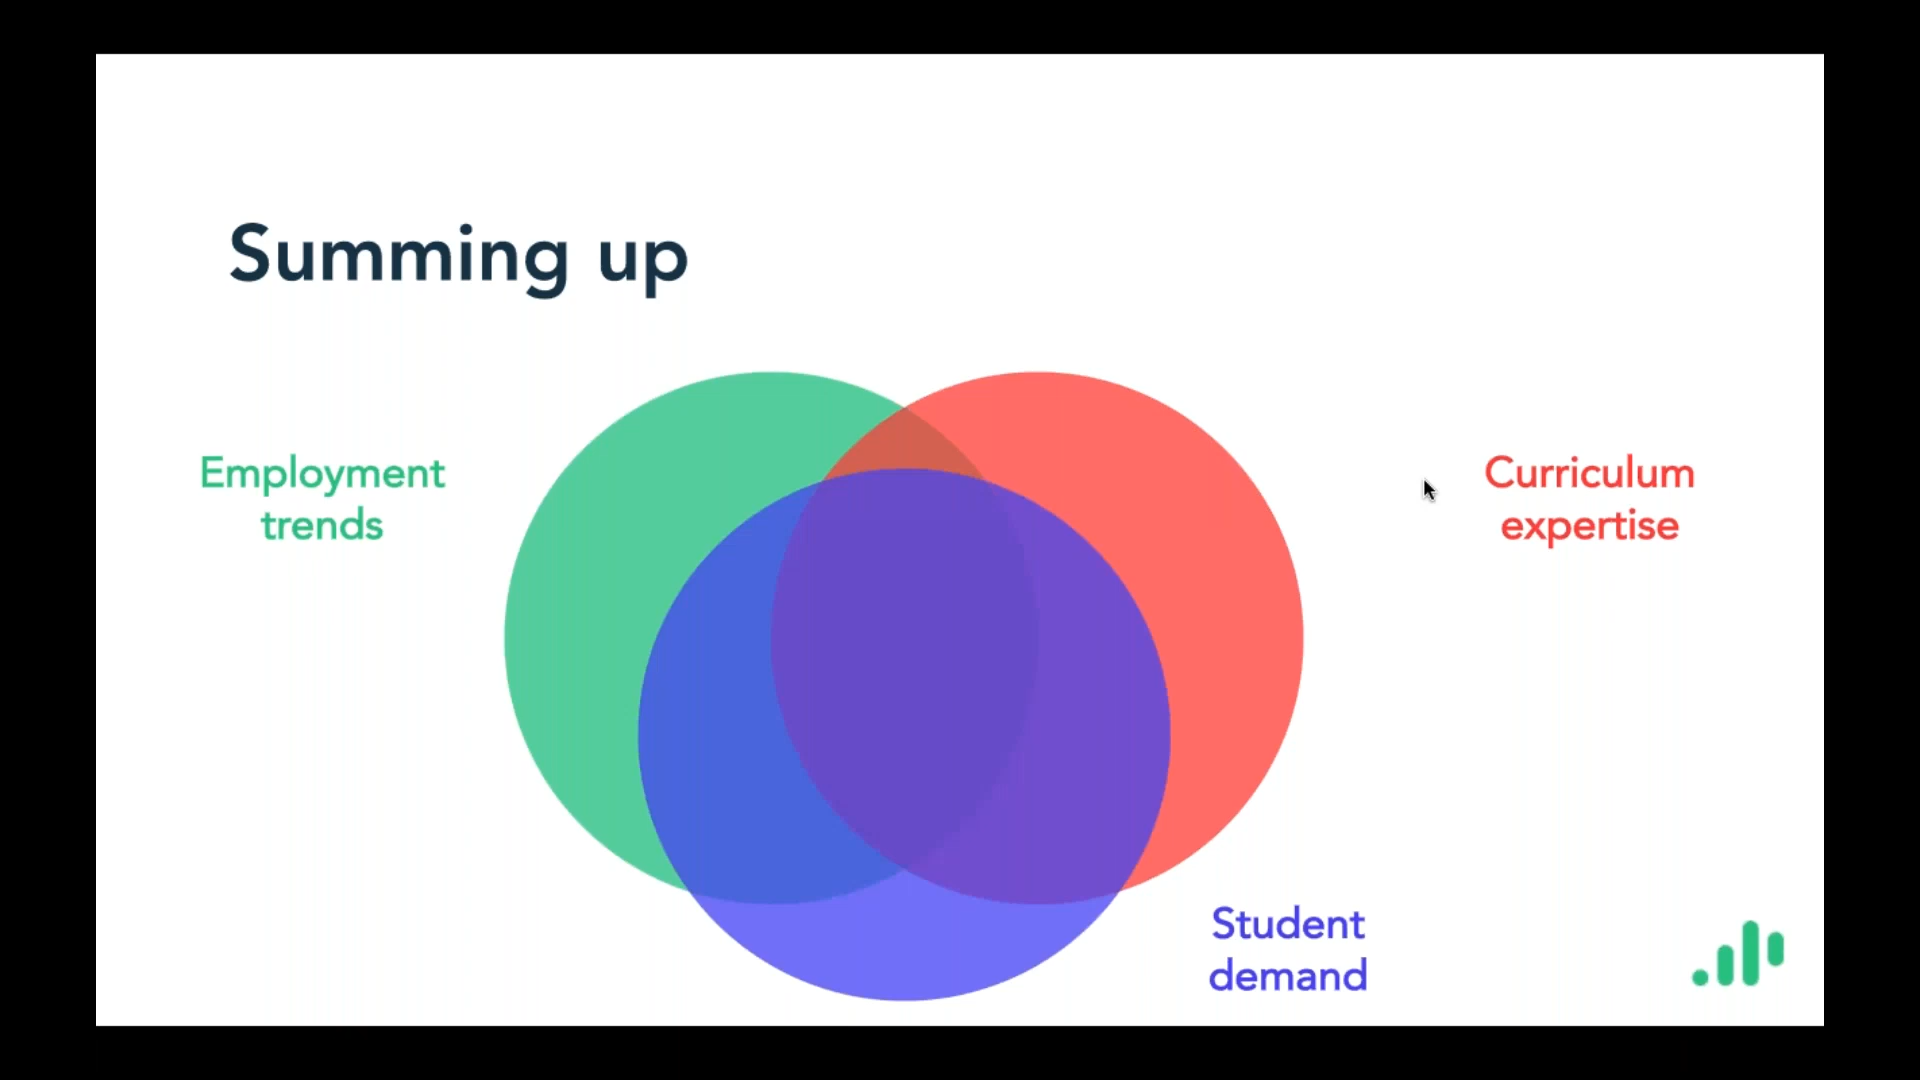 Summing up
Employment
trends
Curriculum
expertise
Student
demand